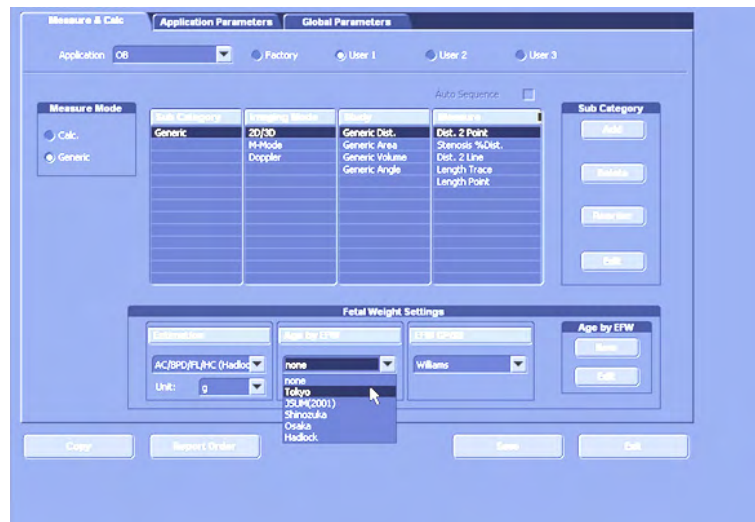 Measure & Calc
Application Parameters
Global Parameters
Application
OB
Factory
User 1
User 2
User 3
Auto Sequence
Measure Mode
Calc.
Generic
Sub Category
Imaging Mode
Study
Measure
Generic
2D/3D
Generic Dist.
Dist. 2 Point
M-Mode
Generic Area
Stenosis %Dist.
Doppler
Generic Volume
Dist. 2 Line
Generic Angle
Length Trace
Length Point
Sub Category
Add
Delete
Reorder
Edit
Fetal Weight Settings
Estimation
Age by EFW
EFW GP/SD
AC/BPD/FL/HC (Hadloc
none
Williams
Unit:
g
none
Tokyo
JSUM(2001)
Shinozuka
Osaka
Hadlock
Age by EFW
New
Edit
Copy
Report Order
Save
Exit